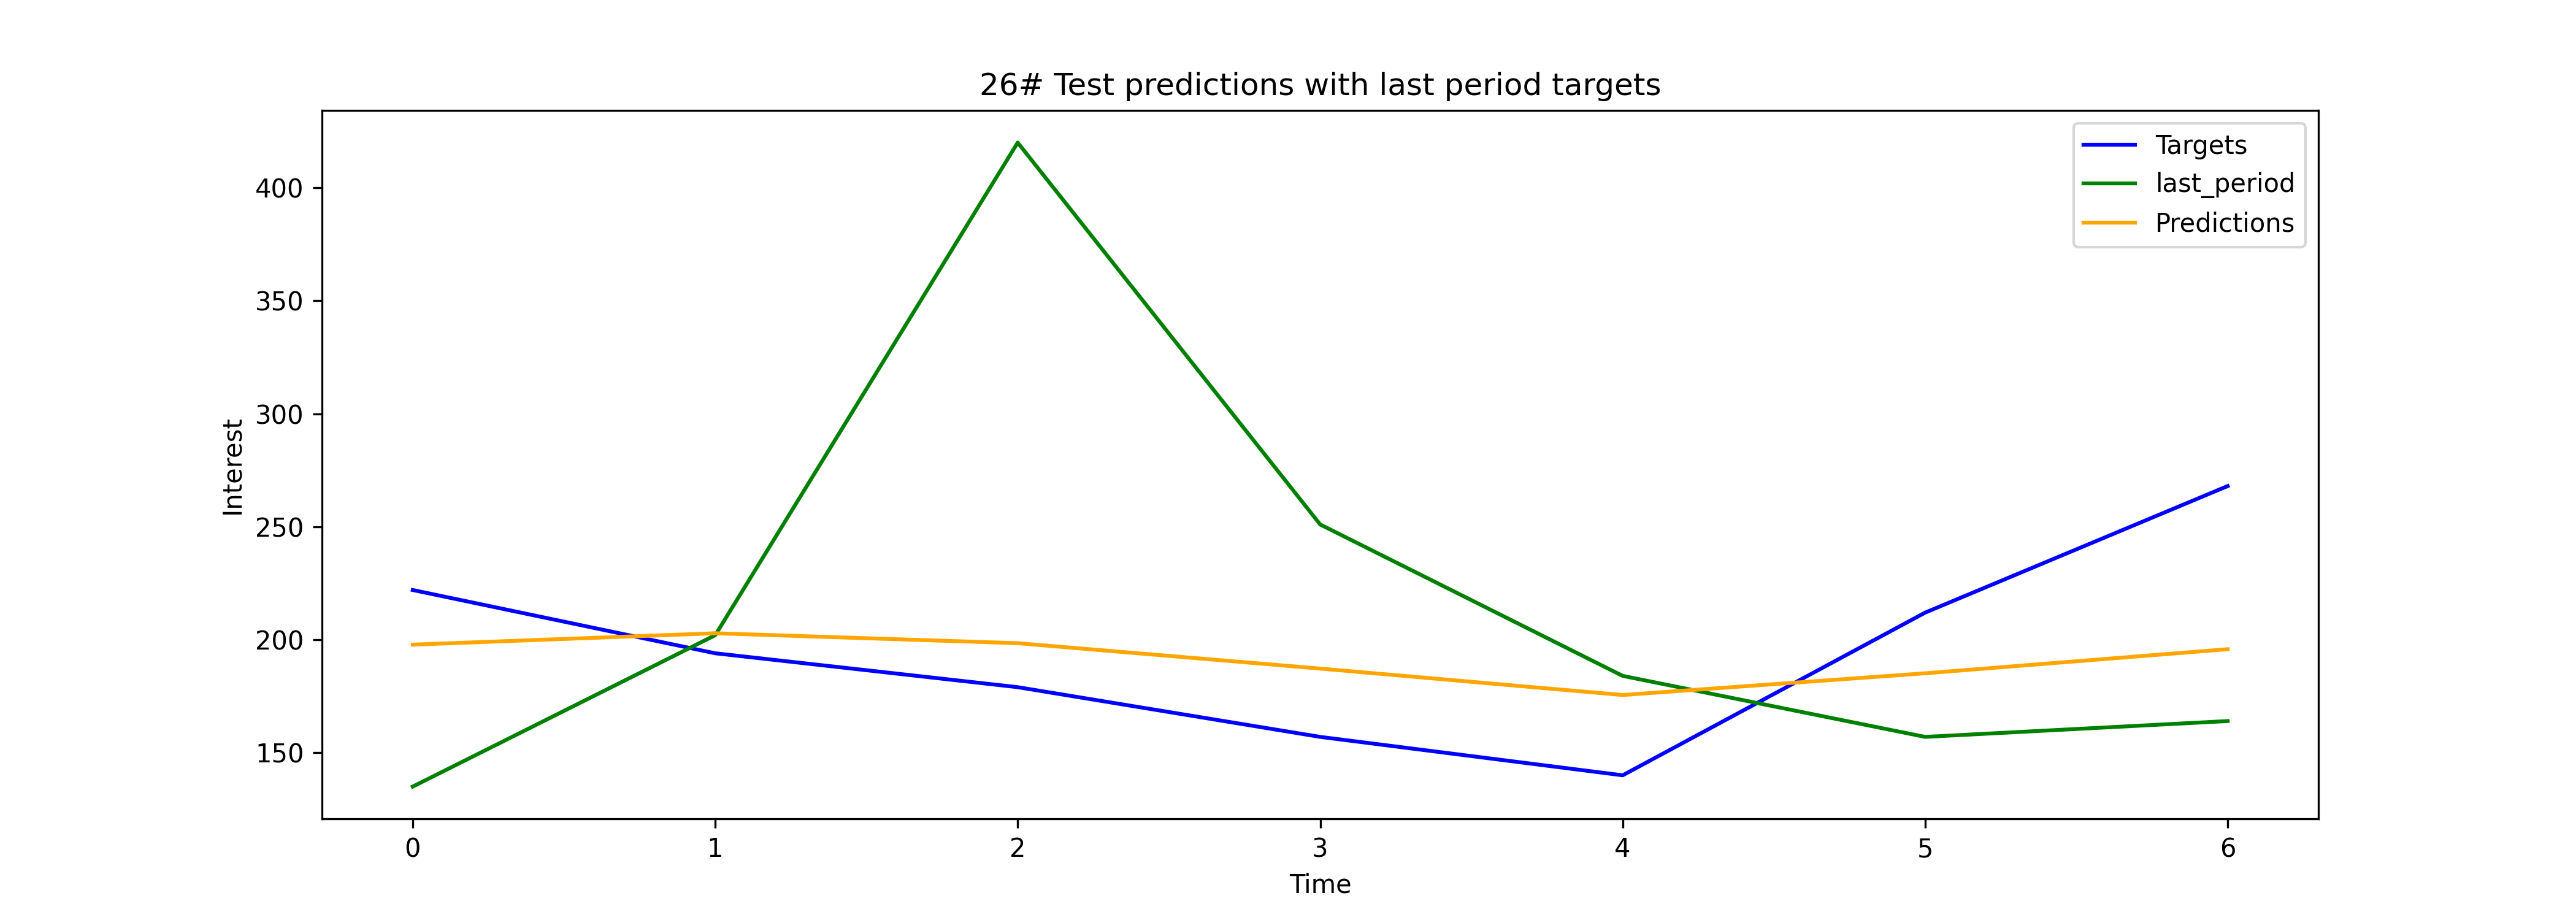 26# Test predictions with last period targets
Targets
last_period
Predictions
400
350
300
250
200
150
Interest
0 1 2 3 4 5 6
Time